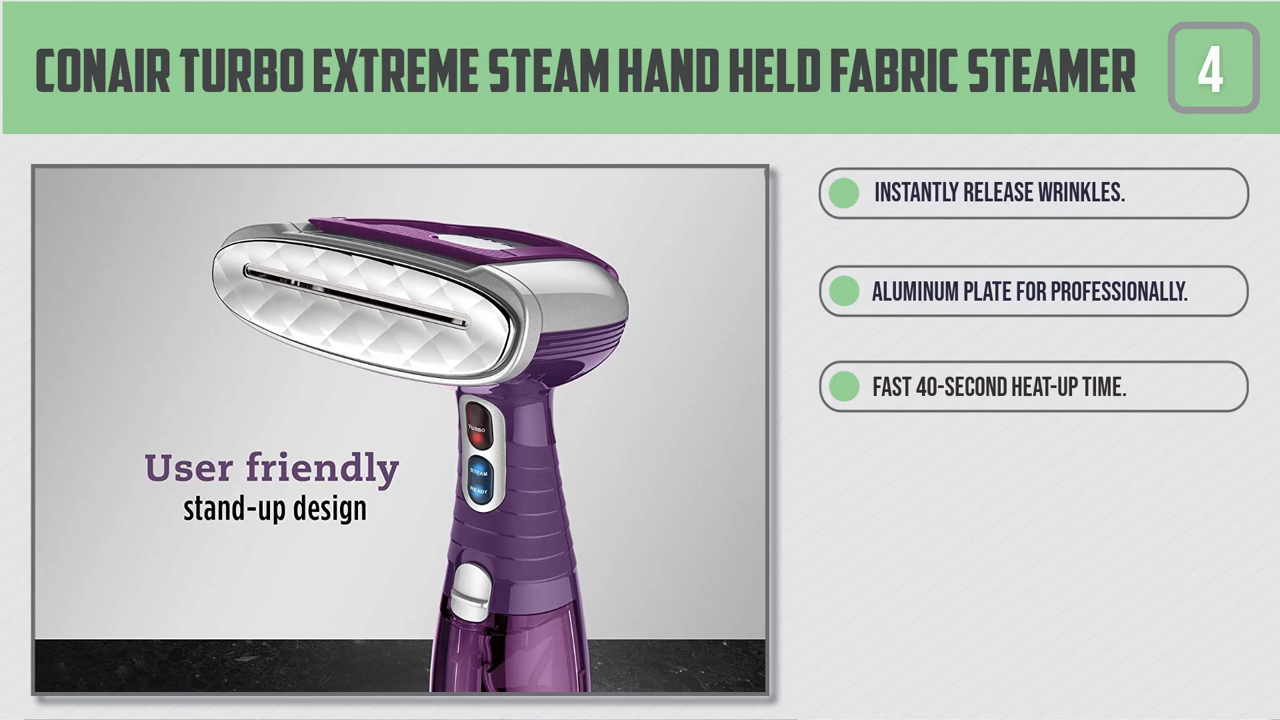 CONAIR TURBO EXTREME STEAM HAND HELD FABRIC STEAMER
4
INSTANTLY RELEASE WRINKLES.
ALUMINUM PLATE FOR PROFESSIONALLY.
FAST 40-SECOND HEAT-UP TIME.
TURBO
STEAM
READY
User friendly
stand-up design